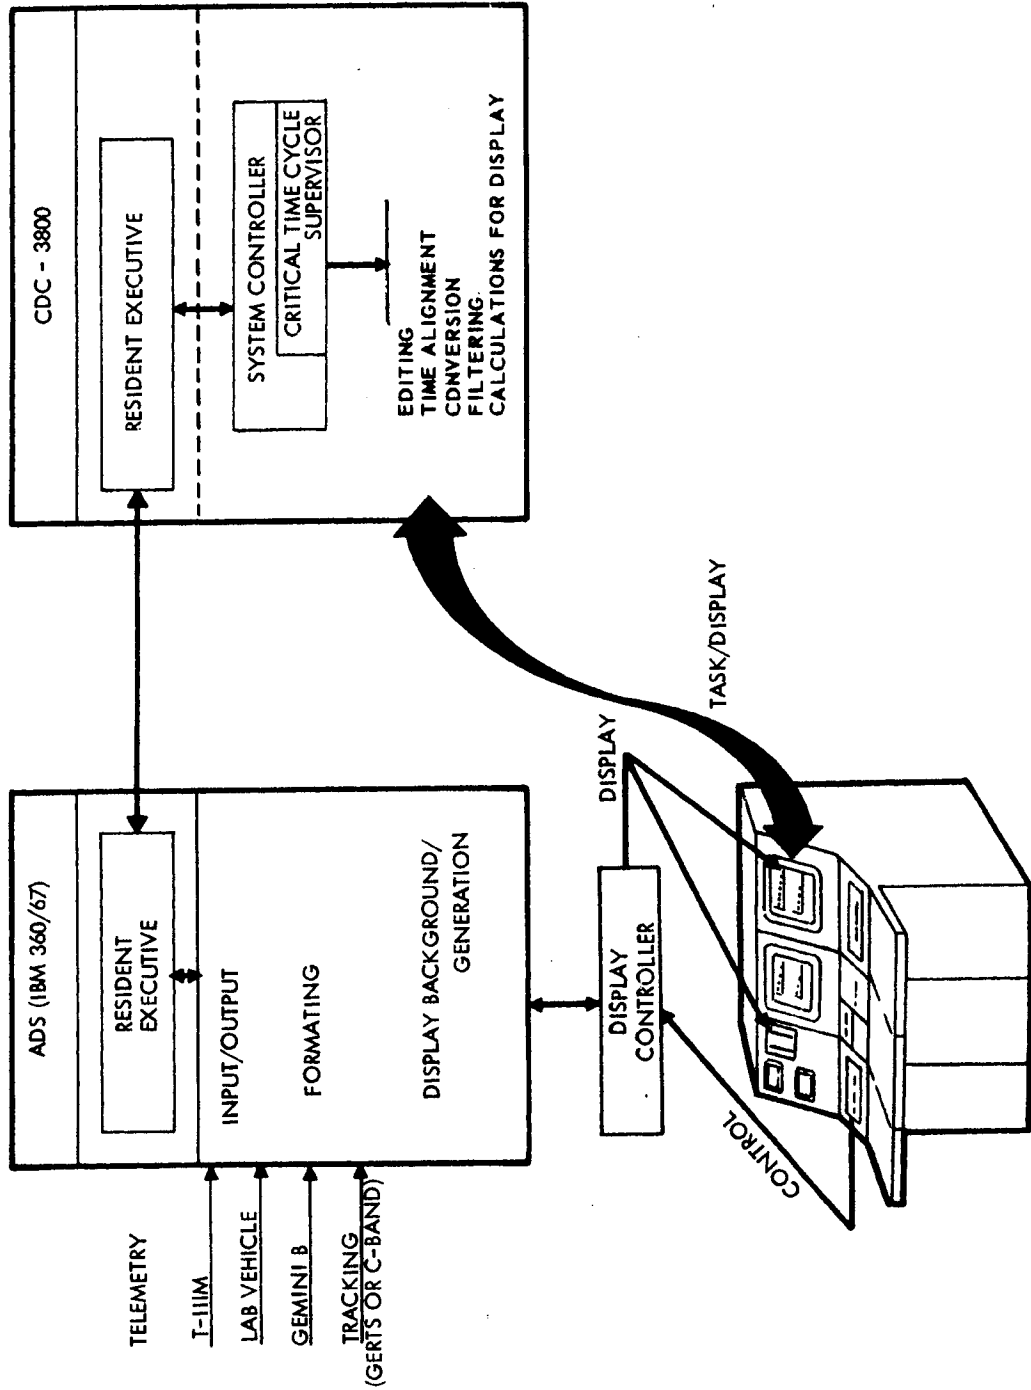 TELEMETRY
T-IIIM
LAB VEHICLE
GEMINI B
TRACKING
(GERTS OR C-BAND)
ADS (IBM 360/67)
RESIDENT
EXECUTIVE
INPUT/OUTPUT
FORMATING
DISPLAY BACKGROUND/
GENERATION
DISPLAY
CONTROLLER
CONTROL
DISPLAY
TASK/DISPLAY
CDC - 3800
RESIDENT EXECUTIVE
SYSTEM CONTROLLER
CRITICAL TIME CYCLE
SUPERVISOR
EDITING
TIME ALIGNMENT
CONVERSION
FILTERING
CALCULATIONS FOR DISPLAY